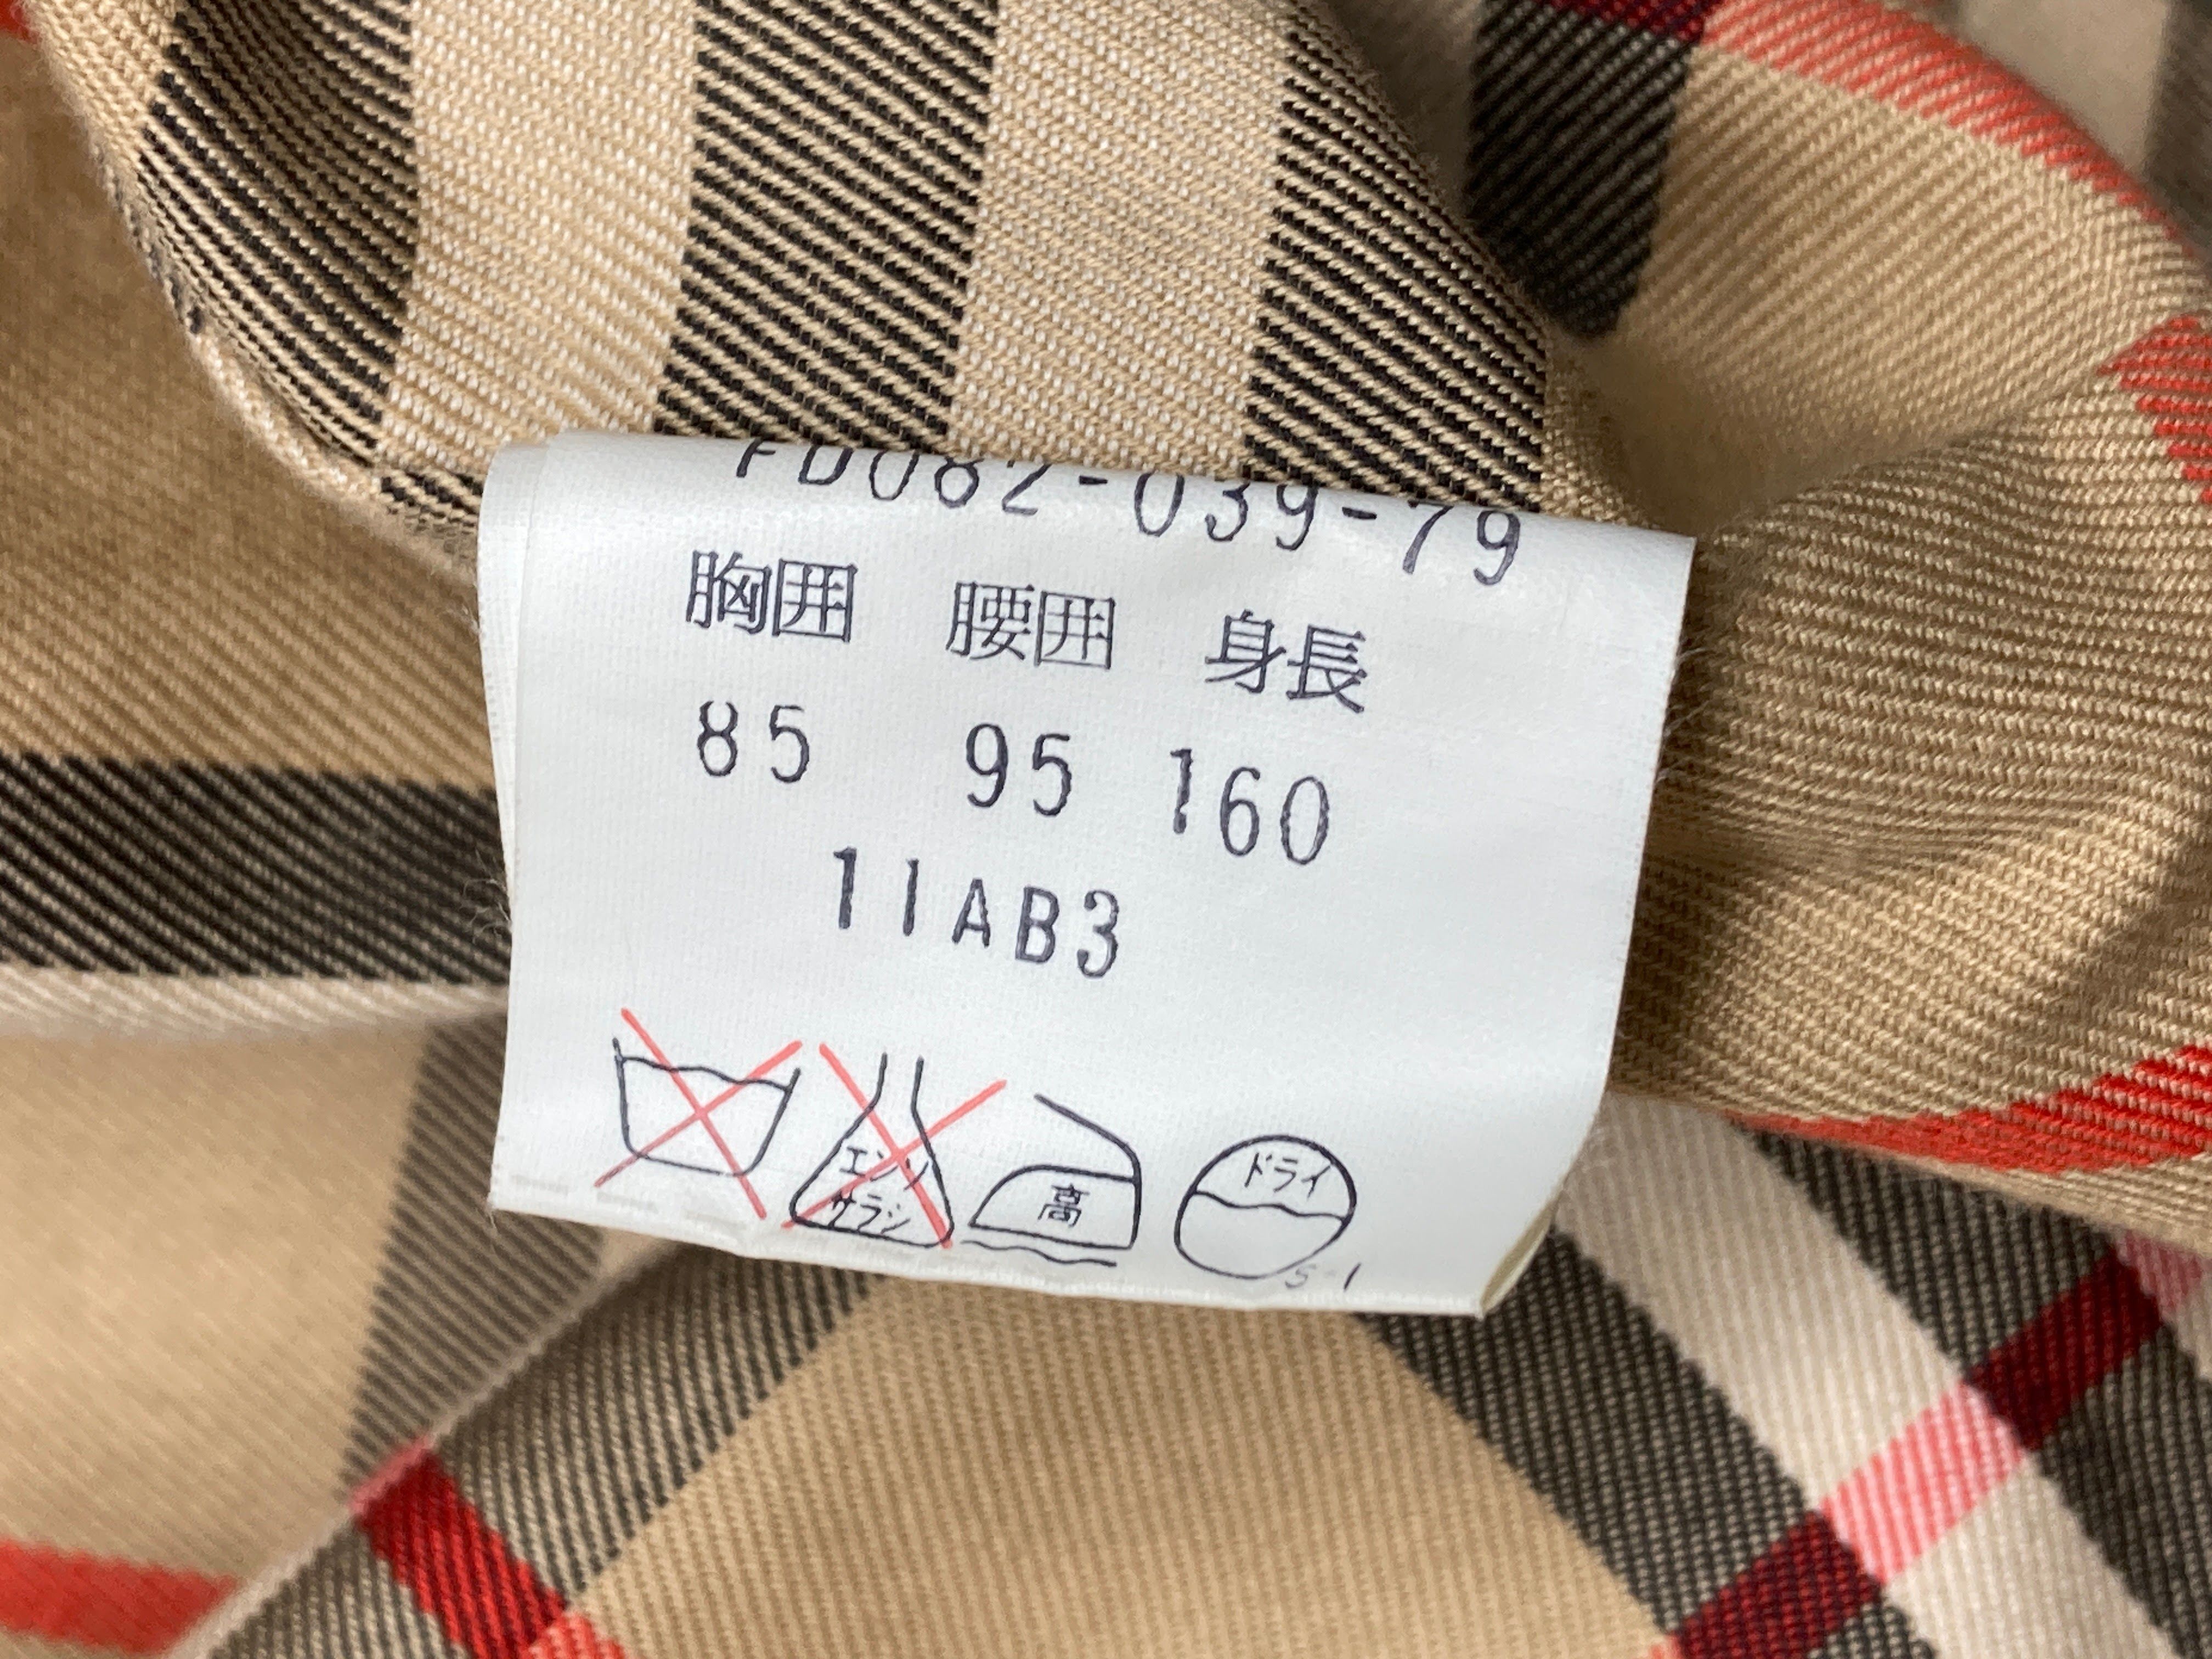 FD082-039-79
胸囲 腰囲 身長
85 95 160
11AB3
エンソ サラシ 高 ドライ
S-1